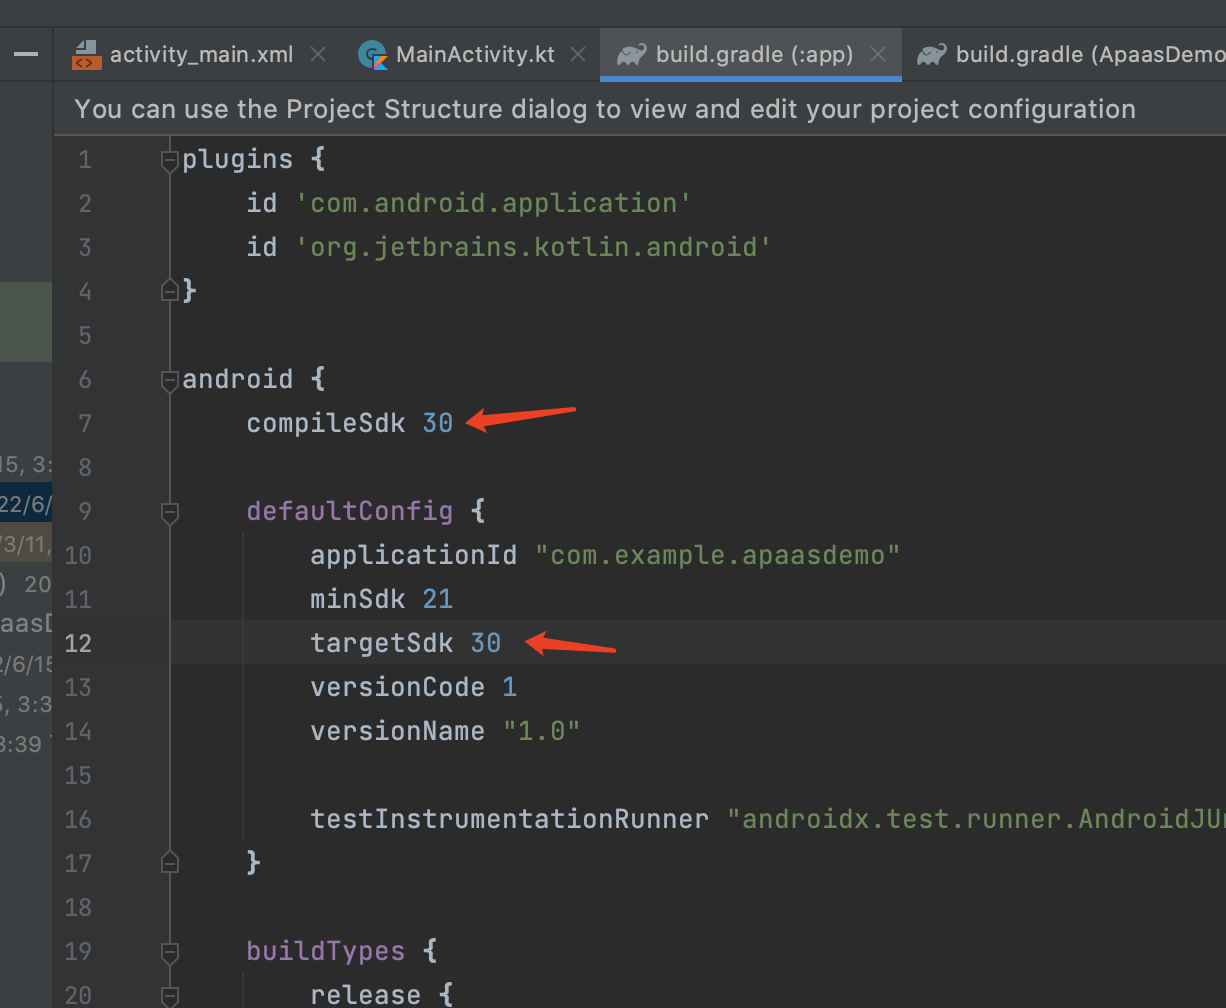 activity_main.xml MainActivity.kt build.gradle (:app) build.gradle (ApaasDemo
You can use the Project Structure dialog to view and edit your project configuration
1 plugins {
2 id 'com.android.application'
3 id 'org.jetbrains.kotlin.android'
4 }
5
6 android {
7 compileSdk 30
8
9 defaultConfig {
10 applicationId "com.example.apaasdemo"
11 minSdk 21
12 targetSdk 30
13 versionCode 1
14 versionName "1.0"
15
16 testInstrumentationRunner "androidx.test.runner.AndroidJU
17 }
18
19 buildTypes {
20 release {
15, 3:
22/6/
/3/11,
) 20
aasD
2/6/15
5, 3:3
3:39